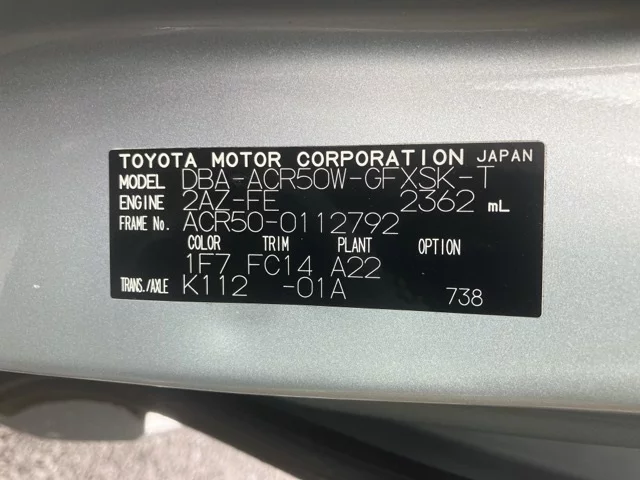 TOYOTA MOTOR CORPORATION JAPAN
MODEL DBA-ACR50W-GFXSK-T
ENGINE 2AZ-FE 2362 mL
FRAME No. ACR50-0112792
COLOR TRIM PLANT OPTION
1F7 FC14 A22
TRANS./AXLE K112 -01A 738